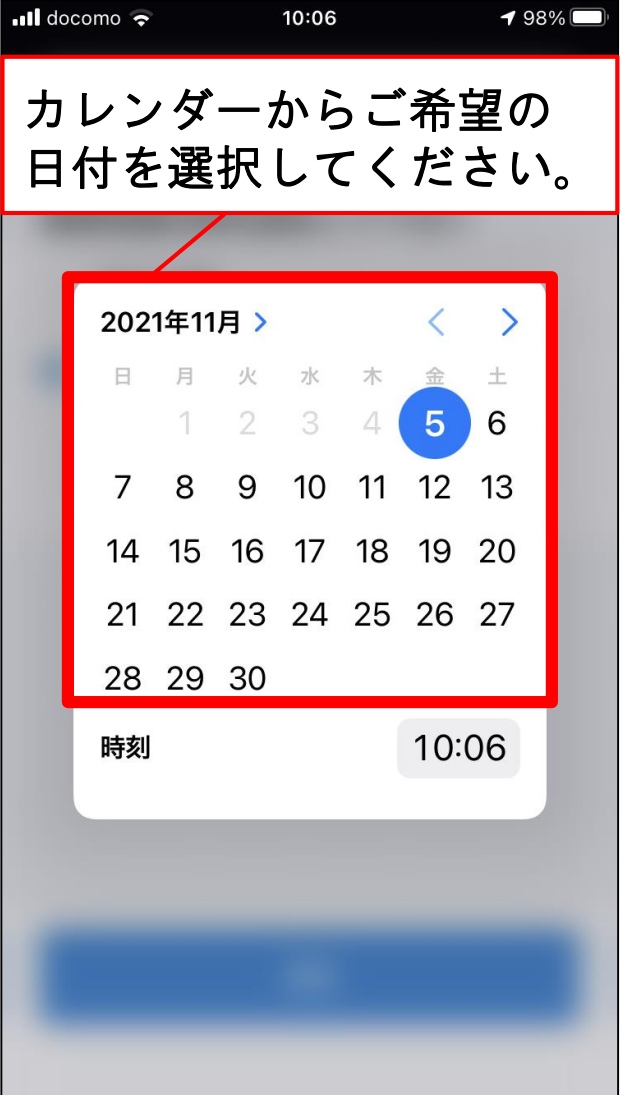 docomo 10:06 98%
カレンダーからご希望の
日付を選択してください。
2021年11月
日 月 火 水 木 金 土
1 2 3 4 5 6
7 8 9 10 11 12 13
14 15 16 17 18 19 20
21 22 23 24 25 26 27
28 29 30
時刻 10:06